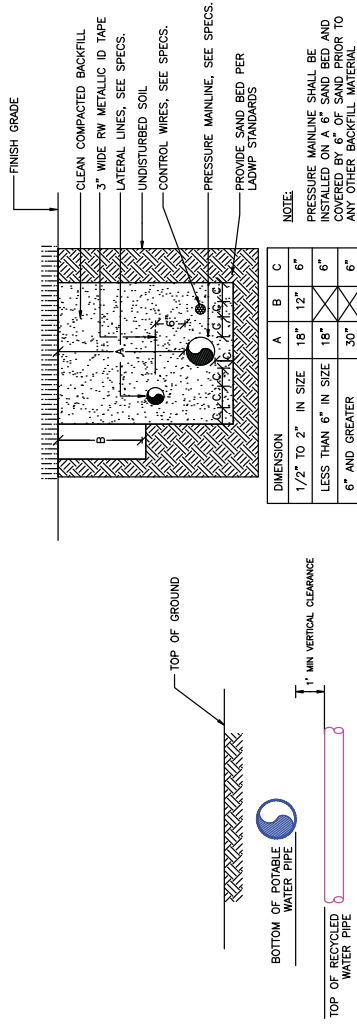 FINISH GRADE
CLEAN COMPACTED BACKFILL
3" WIDE RW METALLIC ID TAPE
LATERAL LINES, SEE SPECS.
UNDISTURBED SOIL
CONTROL WIRES, SEE SPECS.
PRESSURE MAINLINE, SEE SPECS.
PROVIDE SAND BED PER
LADWP STANDARDS
B
A
6"
C C C C C C C
DIMENSION A B C
1/2" TO 2" IN SIZE 18" 12" 6"
LESS THAN 6" IN SIZE 18" 6"
6" AND GREATER 30" 6"
NOTE:
PRESSURE MAINLINE SHALL BE
INSTALLED ON A 6" SAND BED AND
COVERED BY 6" OF SAND PRIOR TO
ANY OTHER BACKFILL MATERIAL
TOP OF GROUND
BOTTOM OF POTABLE
WATER PIPE
1' MIN VERTICAL CLEARANCE
TOP OF RECYCLED
WATER PIPE